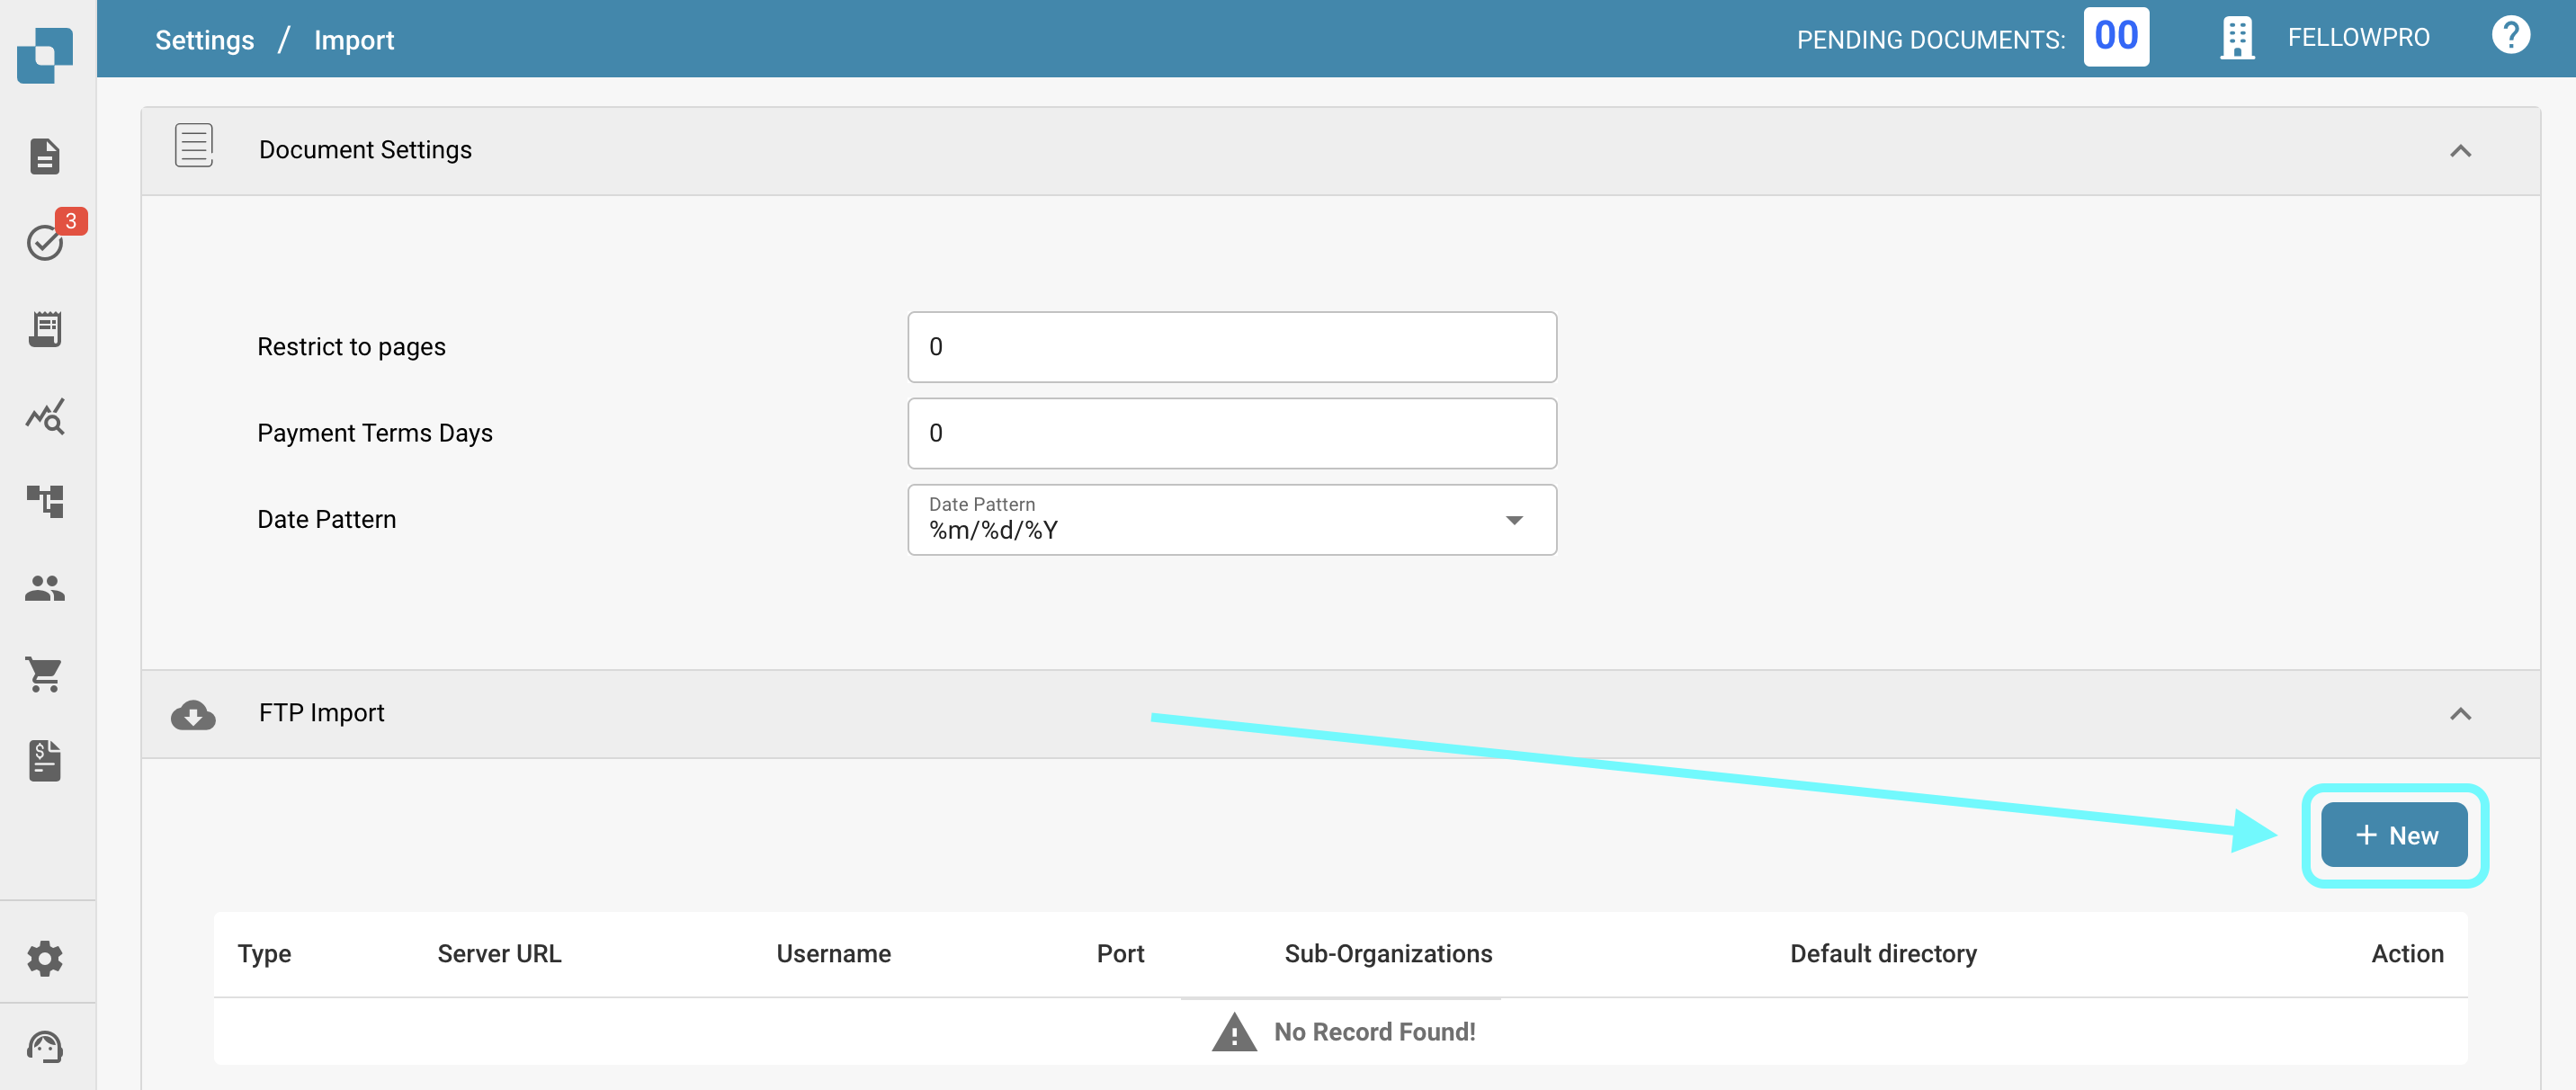 Settings / Import
PENDING DOCUMENTS: 00
FELLOWPRO
?
3
Document Settings
Restrict to pages
0
Payment Terms Days
0
Date Pattern
Date Pattern
%m/%d/%Y
FTP Import
$
+ New
Type Server URL Username Port Sub-Organizations Default directory Action
No Record Found!